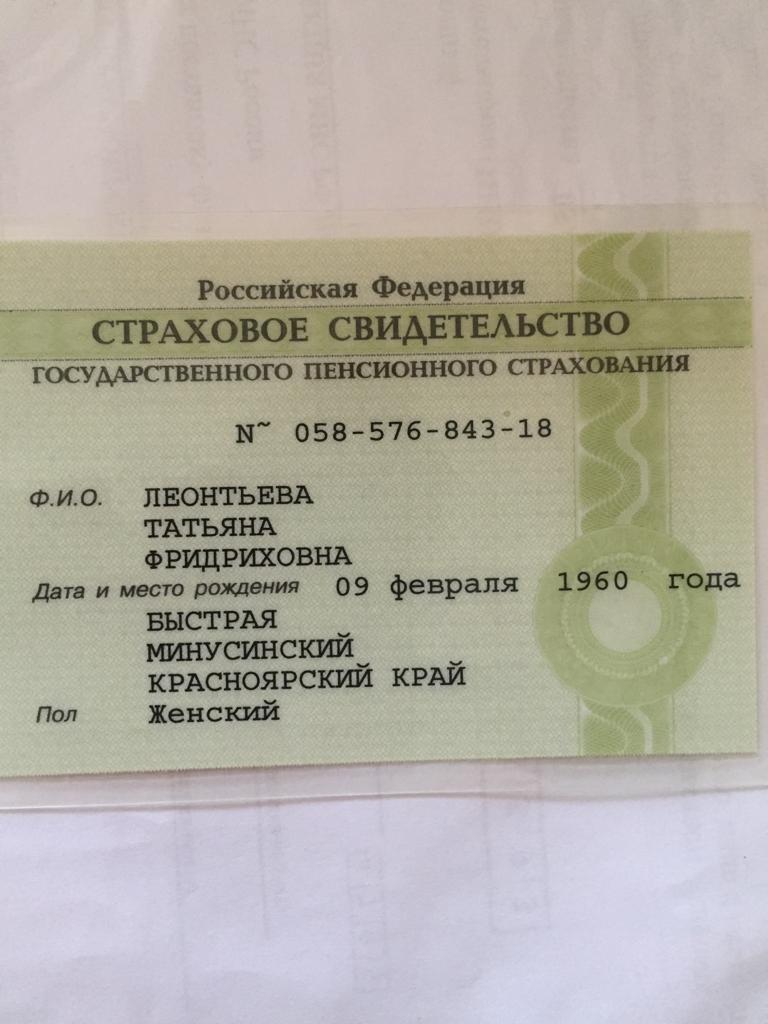 Российская Федерация
СТРАХОВОЕ СВИДЕТЕЛЬСТВО
ГОСУДАРСТВЕННОГО ПЕНСИОННОГО СТРАХОВАНИЯ
N~ 058-576-843-18
Ф.И.О. ЛЕОНТЬЕВА
ТАТЬЯНА
ФРИДРИХОВНА
Дата и место рождения 09 февраля 1960 года
БЫСТРАЯ
МИНУСИНСКИЙ
КРАСНОЯРСКИЙ КРАЙ
Пол Женский